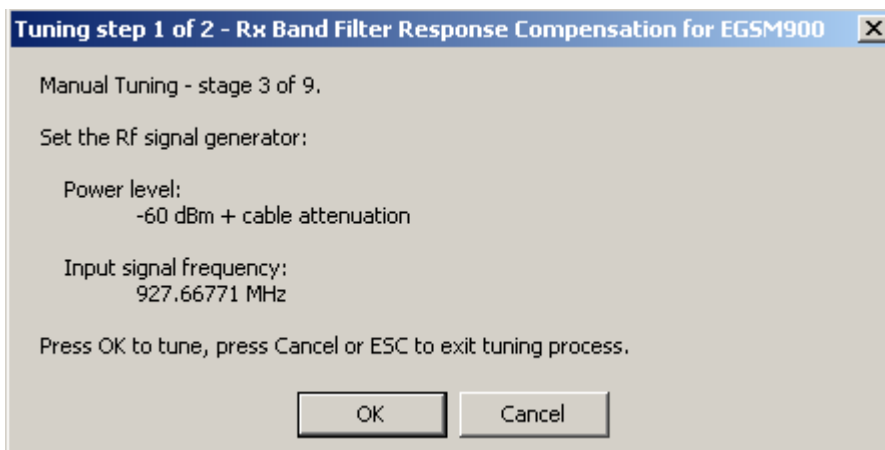 Tuning step 1 of 2 - Rx Band Filter Response Compensation for EGSM900
Manual Tuning - stage 3 of 9.
Set the Rf signal generator:
Power level:
-60 dBm + cable attenuation
Input signal frequency:
927.66771 MHz
Press OK to tune, press Cancel or ESC to exit tuning process.
OK
Cancel